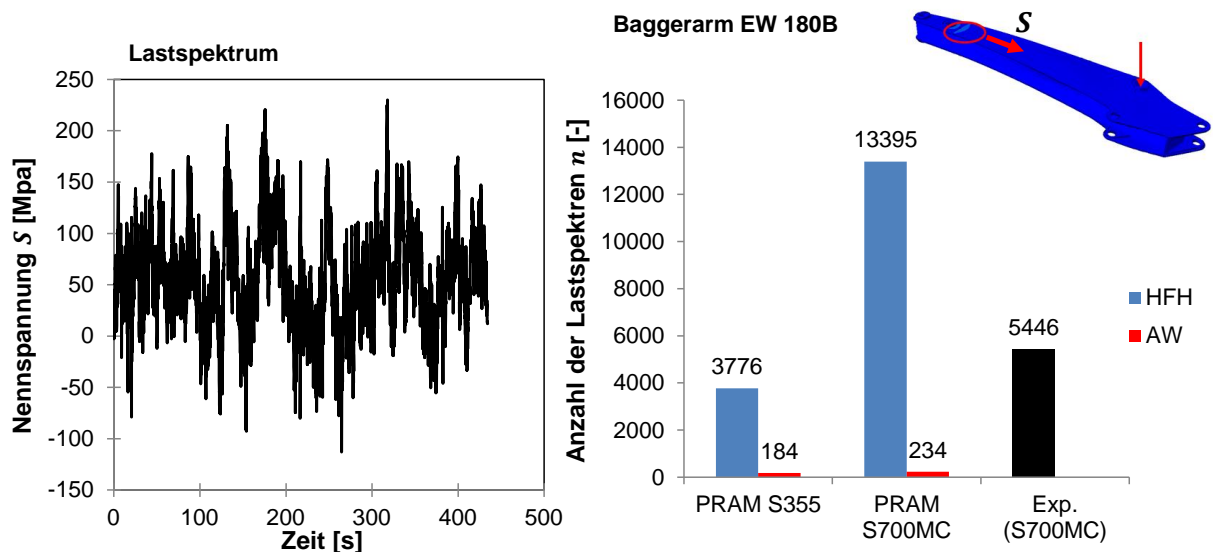 Lastspektrum
Nennspannung S [Mpa]
250
200
150
100
50
0
-50
-100
-150
0
100
200
300
400
500
Zeit [s]
Baggerarm EW 180B
S
Anzahl der Lastspektren n [-]
16000
14000
12000
10000
8000
6000
4000
2000
0
3776
184
13395
234
5446
PRAM S355
PRAM
S700MC
Exp.
(S700MC)
HFH
AW